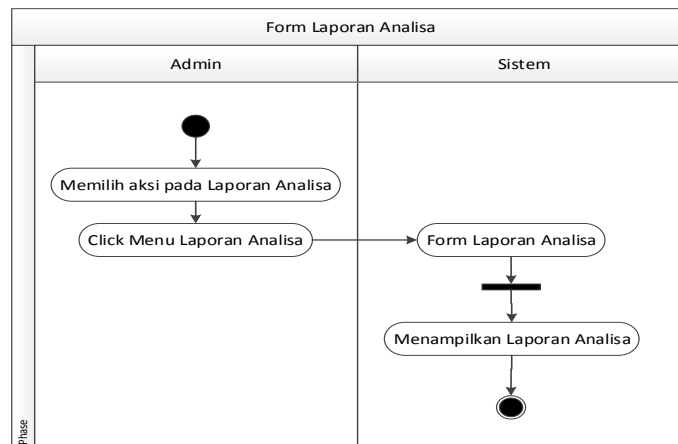 Form Laporan Analisa
Admin
Sistem
Memilih aksi pada Laporan Analisa
Click Menu Laporan Analisa
Form Laporan Analisa
Menampilkan Laporan Analisa
Phase